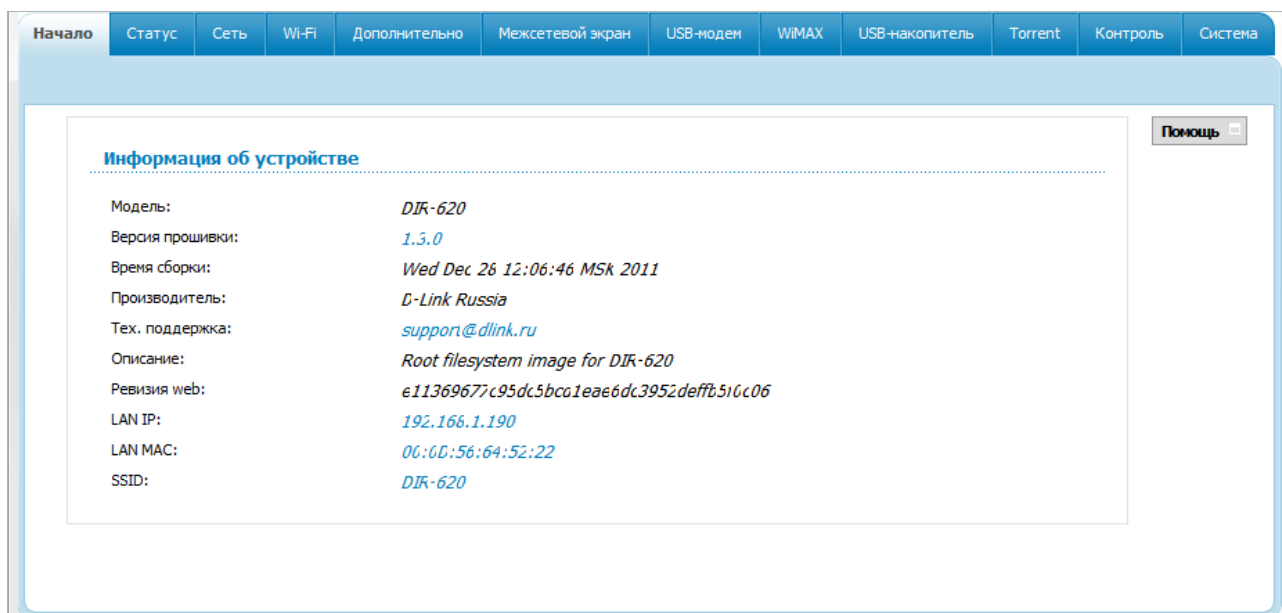 Начало Статус Сеть Wi-Fi Дополнительно Межсетевой экран USB-модем WiMAX USB-накопитель Torrent Контроль Система
Помощь
Информация об устройстве
Модель: DIR-620
Версия прошивки: 1.3.0
Время сборки: Wed Dec 28 12:06:46 MSK 2011
Производитель: D-Link Russia
Тех. поддержка: support@dlink.ru
Описание: Root filesystem image for DIR-620
Ревизия web:
LAN IP: 192.168.1.190
LAN MAC:
SSID: DIR-620